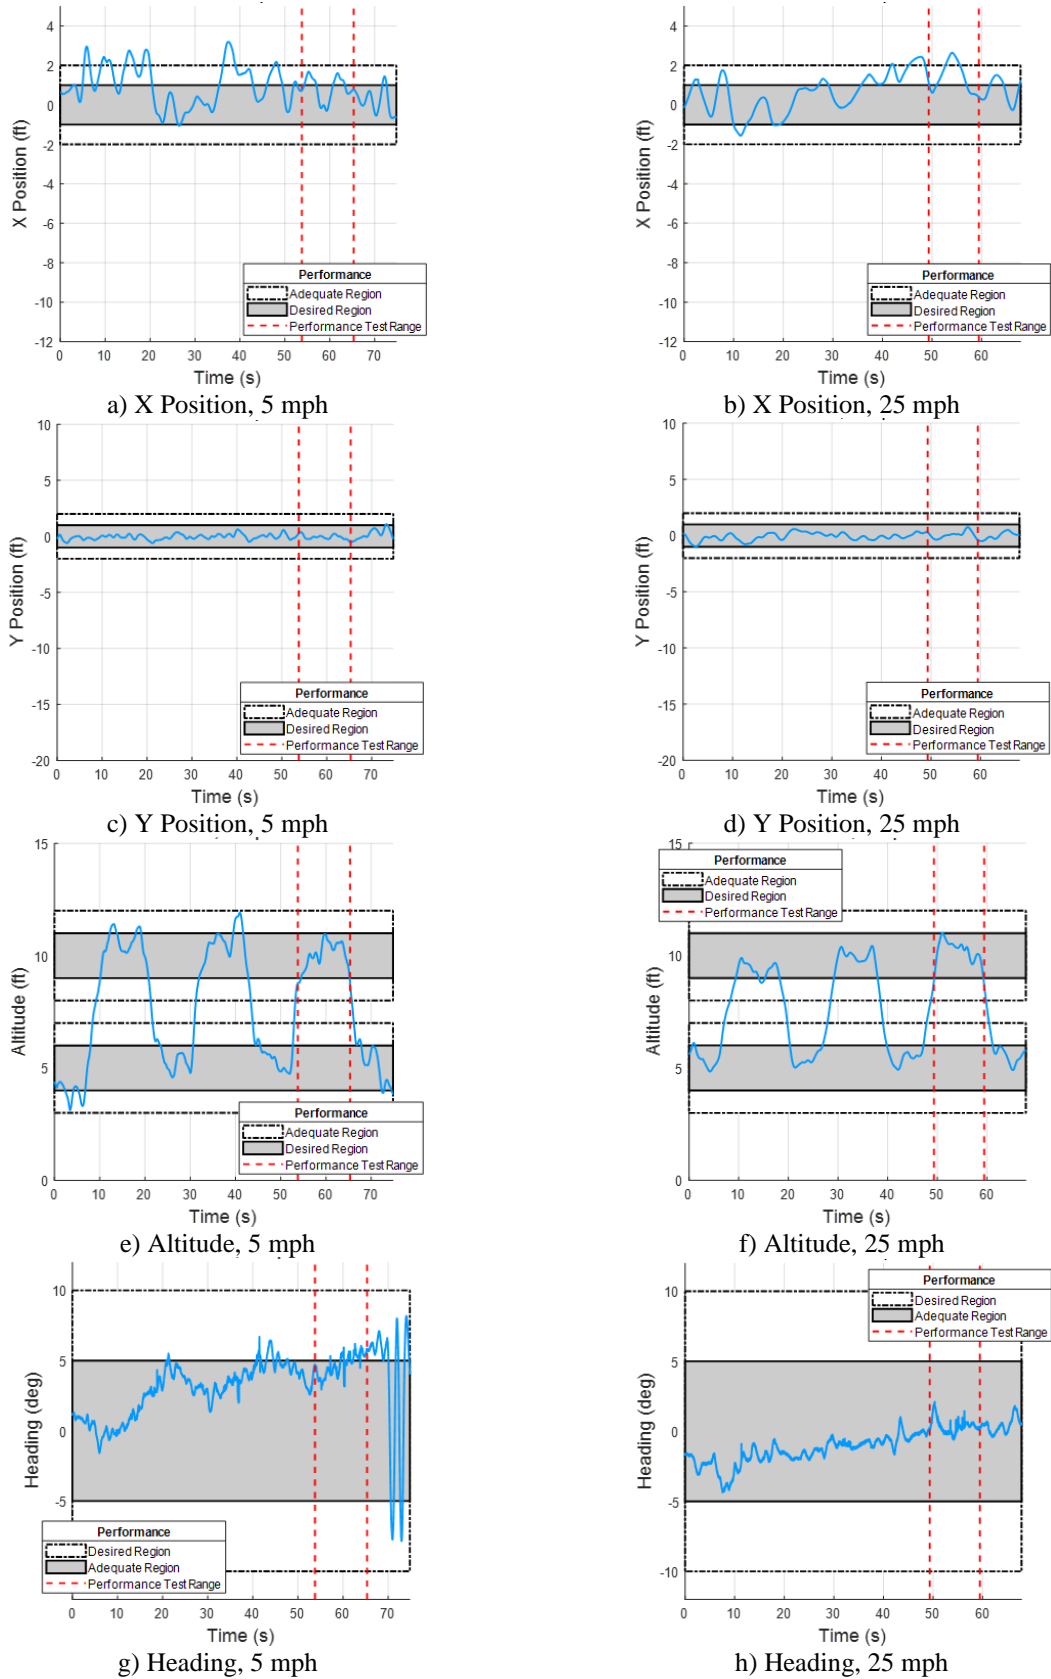 4
2
0
-2
-4
-6
-8
-10
-12
X Position (ft)
Performance
Adequate Region
Desired Region
Performance Test Range
0 10 20 30 40 50 60 70
Time (s)
a) X Position, 5 mph
4
2
0
-2
-4
-6
-8
-10
-12
X Position (ft)
Performance
Adequate Region
Desired Region
Performance Test Range
0 10 20 30 40 50 60
Time (s)
b) X Position, 25 mph
10
5
0
-5
-10
-15
-20
Y Position (ft)
Performance
Adequate Region
Desired Region
Performance Test Range
0 10 20 30 40 50 60 70
Time (s)
c) Y Position, 5 mph
10
5
0
-5
-10
-15
-20
Y Position (ft)
Performance
Adequate Region
Desired Region
Performance Test Range
0 10 20 30 40 50 60
Time (s)
d) Y Position, 25 mph
15
10
5
0
Altitude (ft)
Performance
Adequate Region
Desired Region
Performance Test Range
0 10 20 30 40 50 60 70
Time (s)
e) Altitude, 5 mph
15
Performance
Adequate Region
Desired Region
Performance Test Range
10
5
0
Altitude (ft)
0 10 20 30 40 50 60
Time (s)
f) Altitude, 25 mph
10
5
0
-5
Heading (deg)
Performance
Desired Region
Adequate Region
Performance Test Range
0 10 20 30 40 50 60 70
Time (s)
g) Heading, 5 mph
Performance
Desired Region
Adequate Region
Performance Test Range
10
5
0
-5
-10
Heading (deg)
0 10 20 30 40 50 60
Time (s)
h) Heading, 25 mph